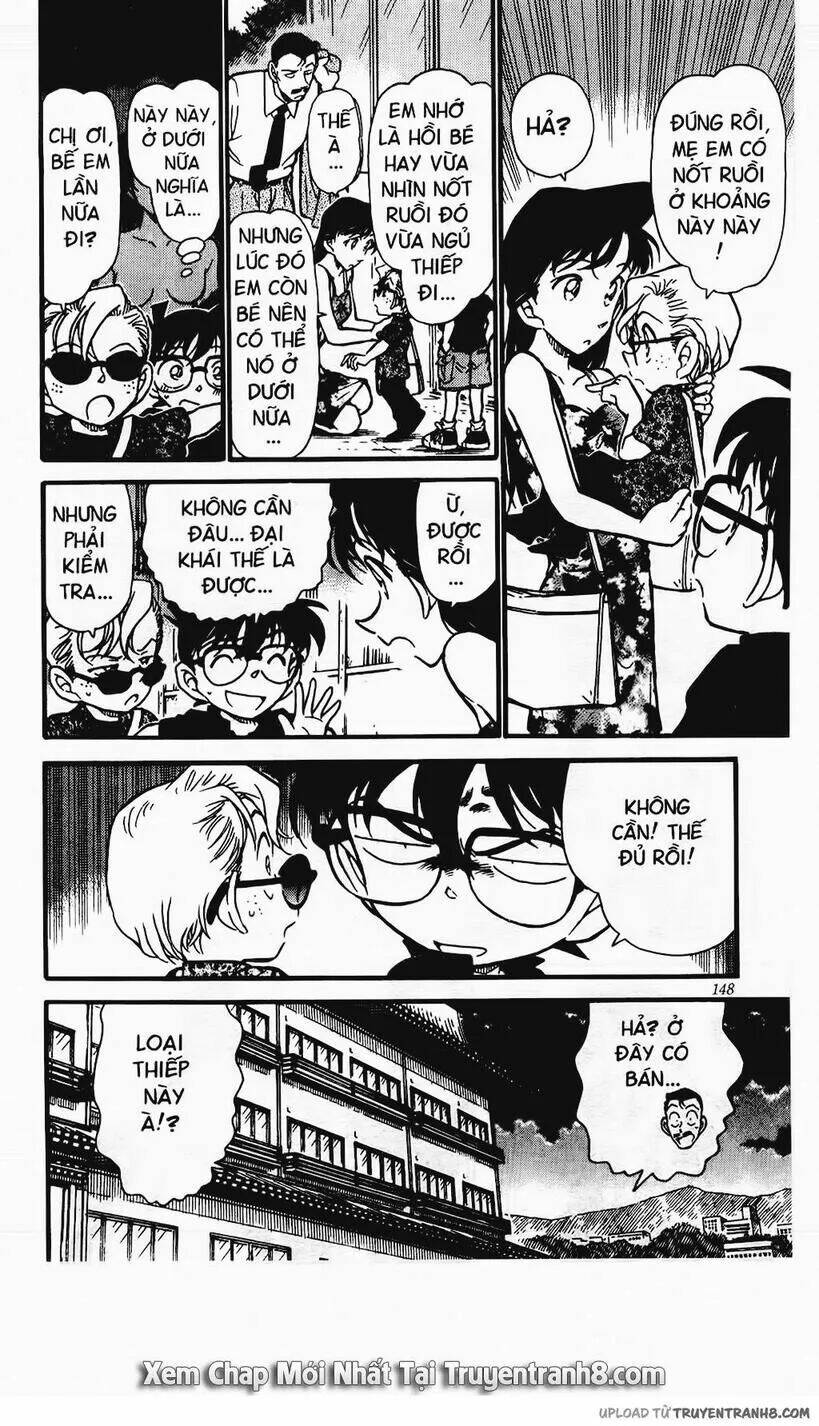 ĐÚNG RỒI,
MẸ EM CÓ
NỐT RUỒI
Ở KHOẢNG
NÀY NÀY
!
HẢ?
EM NHỚ
LÀ HỒI BÉ
HAY VỪA
NHÌN NỐT
RUỒI ĐÓ
VỪA NGỦ
THIẾP
ĐI...
THẾ
À
...
NHƯNG
LÚC ĐÓ
EM CÒN
BÉ NÊN
CÓ THỂ
NÓ Ở
DƯỚI
NỮA
...
NÀY NÀY,
Ở DƯỚI
NỮA
NGHĨA
LÀ...
CHỊ ƠI,
BẾ EM
LẦN
NỮA
ĐI?
Ừ,
ĐƯỢC
RỒI
...
KHÔNG CẦN
ĐÂU... ĐẠI
KHÁI THẾ LÀ
ĐƯỢC...
NHƯNG
PHẢI
KIỂM
TRA...
KHÔNG
CẦN! THẾ
ĐỦ RỒI!
148
HẢ? Ở
ĐÂY CÓ
BÁN...
LOẠI
THIẾP
NÀY
À!?
Xem Chap Mới Nhất Tại Truyentranh8.com
UPLOAD TỪ TRUYENTRANH8.COM